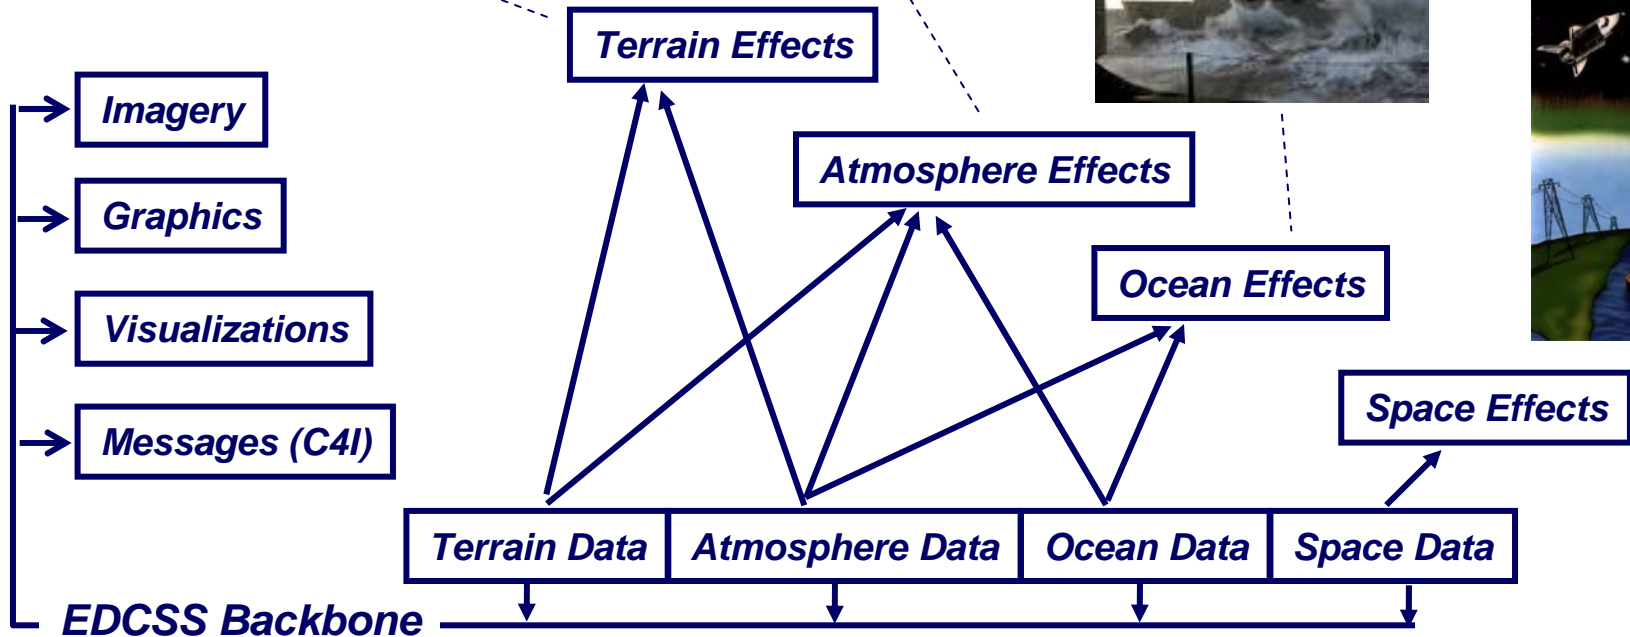 Terrain Effects
Imagery
Atmosphere Effects
Graphics
Ocean Effects
Visualizations
Space Effects
Messages (C4I)
Terrain Data
Atmosphere Data
Ocean Data
Space Data
EDCSS Backbone